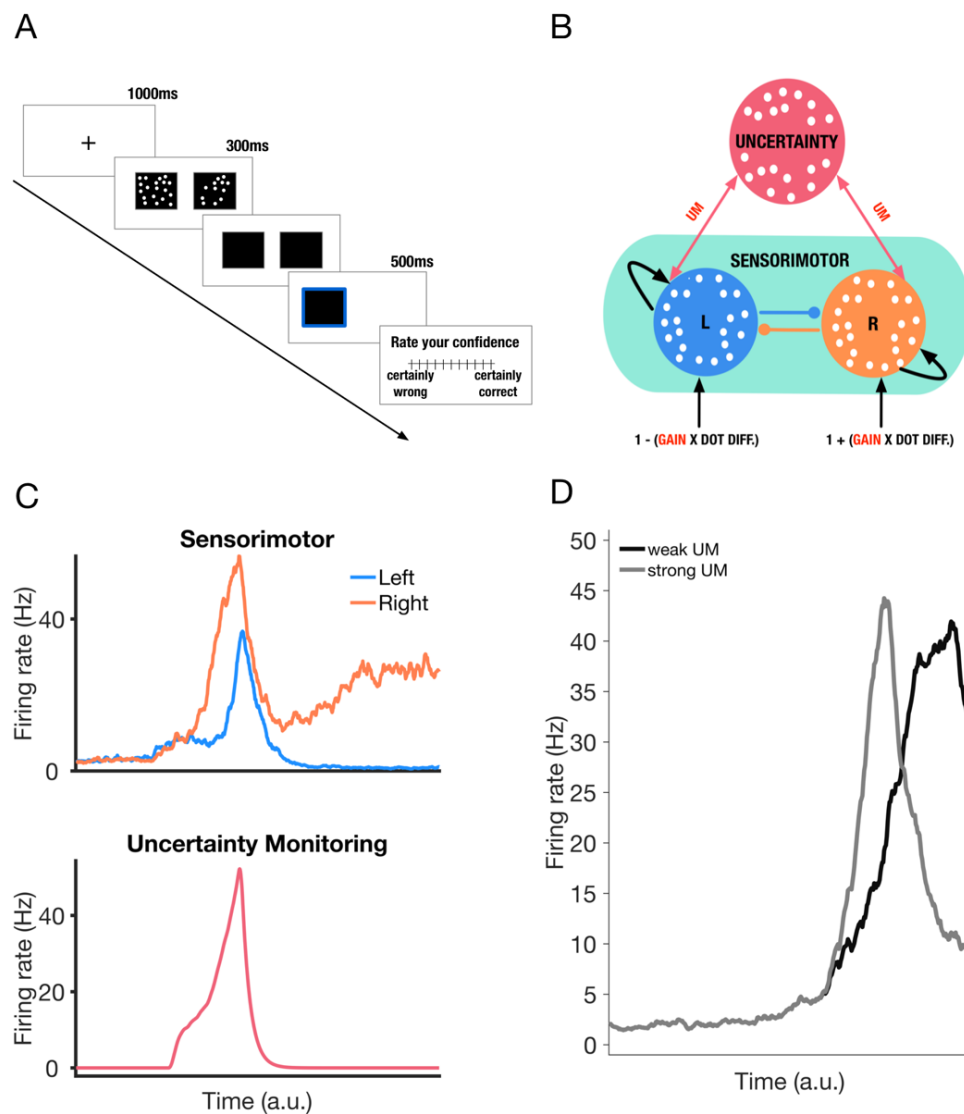 A
1000ms
+
300ms
500ms
Rate your confidence
certainly wrong
certainly correct
B
UNCERTAINTY
UM
UM
SENSORIMOTOR
L
R
1 - (GAIN X DOT DIFF.)
1 + (GAIN X DOT DIFF.)
C
Sensorimotor
Left
Right
Firing rate (Hz)
40
0
Uncertainty Monitoring
Firing rate (Hz)
40
20
0
Time (a.u.)
D
weak UM
strong UM
Firing rate (Hz)
50
45
40
35
30
25
20
15
10
5
0
Time (a.u.)